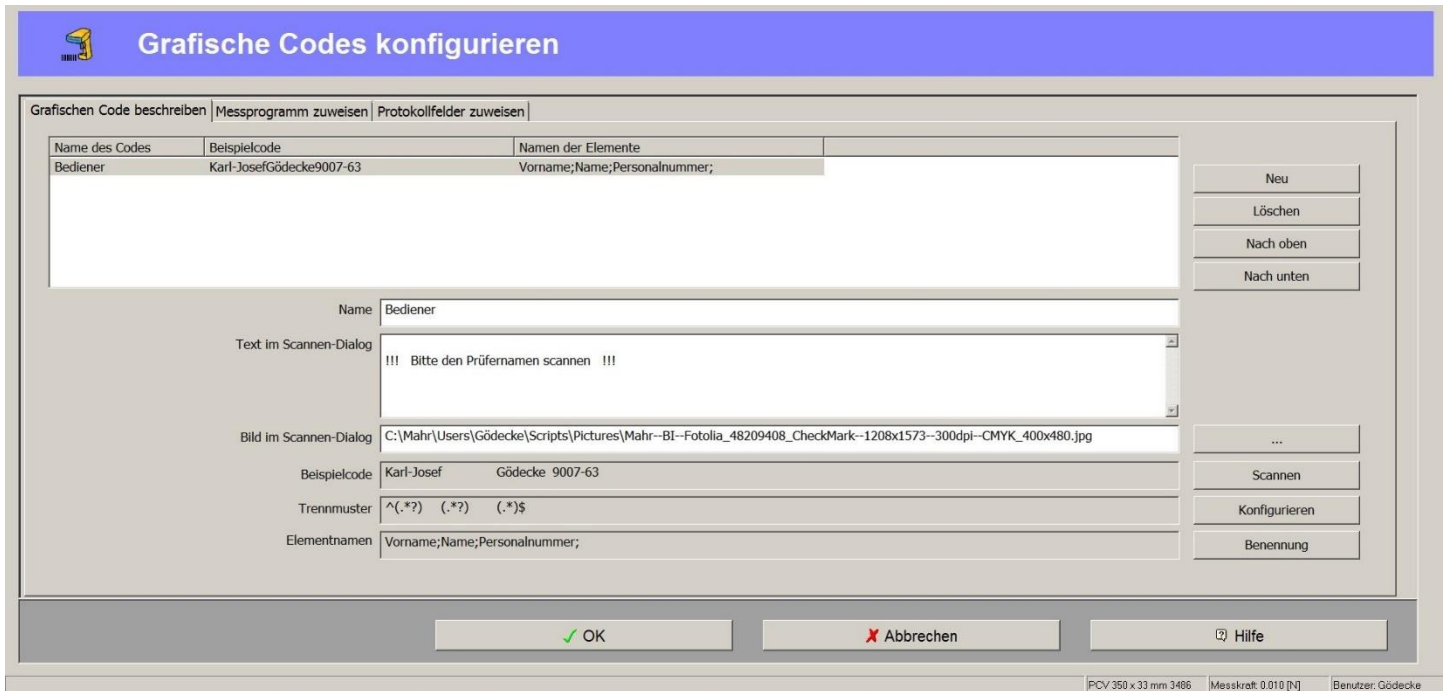 Grafische Codes konfigurieren
Grafischen Code beschreiben Messprogramm zuweisen Protokollfelder zuweisen
Name des Codes Beispielcode Namen der Elemente
Bediener Karl-JosefGödecke9007-63 Vorname;Name;Personalnummer;
Neu
Löschen
Nach oben
Nach unten
Name Bediener
Text im Scannen-Dialog
!!! Bitte den Prüfernamen scannen !!!
Bild im Scannen-Dialog C:\Mahr\Users\Gödecke\Scripts\Pictures\Mahr--BI--Fotolia_48209408_CheckMark--1208x1573--300dpi--CMYK_400x480.jpg ...
Beispielcode Karl-Josef Gödecke 9007-63 Scannen
Trennmuster ^(.*?) (.*?) (.*)$ Konfigurieren
Elementnamen Vorname;Name;Personalnummer; Benennung
OK Abbrechen Hilfe
PCV 350 x 33 mm 3486 Messkraft 0.010 [N] Benutzer: Gödecke